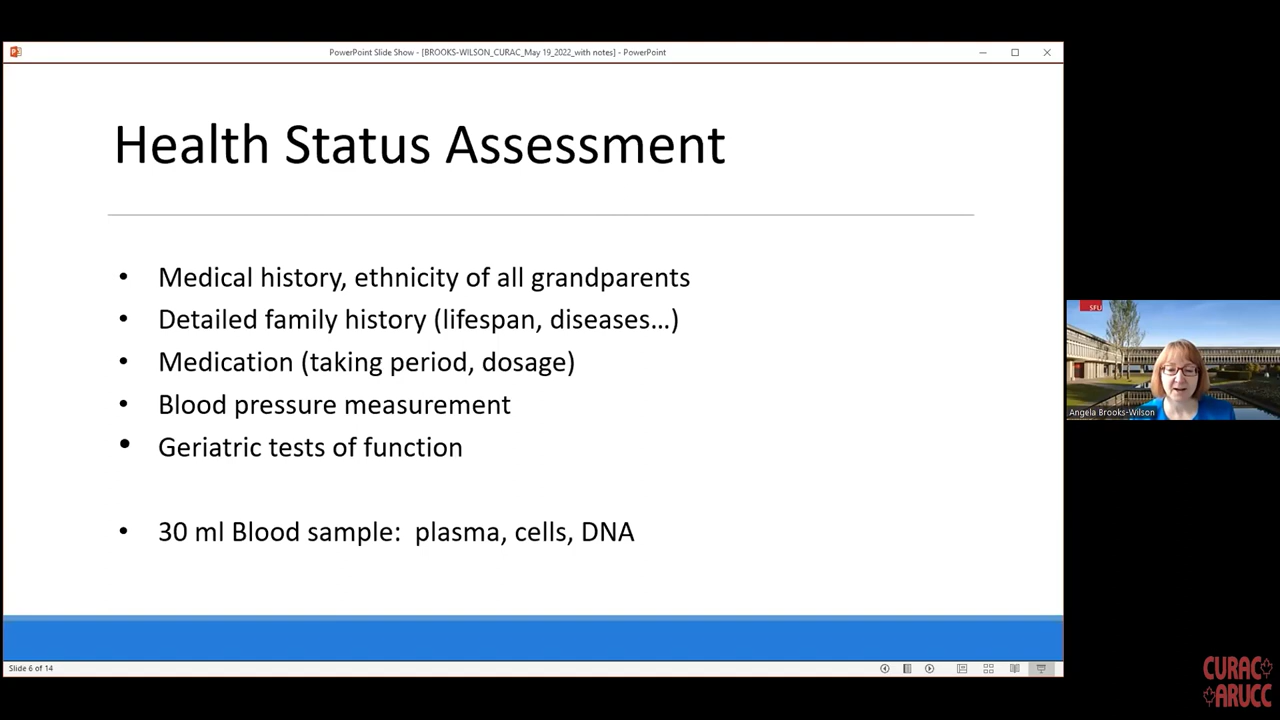 PowerPoint Slide Show - [BROOKS-WILSON_CURAC_May 19_2022_with notes] - PowerPoint
Health Status Assessment
• Medical history, ethnicity of all grandparents
• Detailed family history (lifespan, diseases…)
• Medication (taking period, dosage)
• Blood pressure measurement
• Geriatric tests of function
• 30 ml Blood sample: plasma, cells, DNA
SFU
Angela Brooks-Wilson
Slide 6 of 14
CURAC
ARUCC